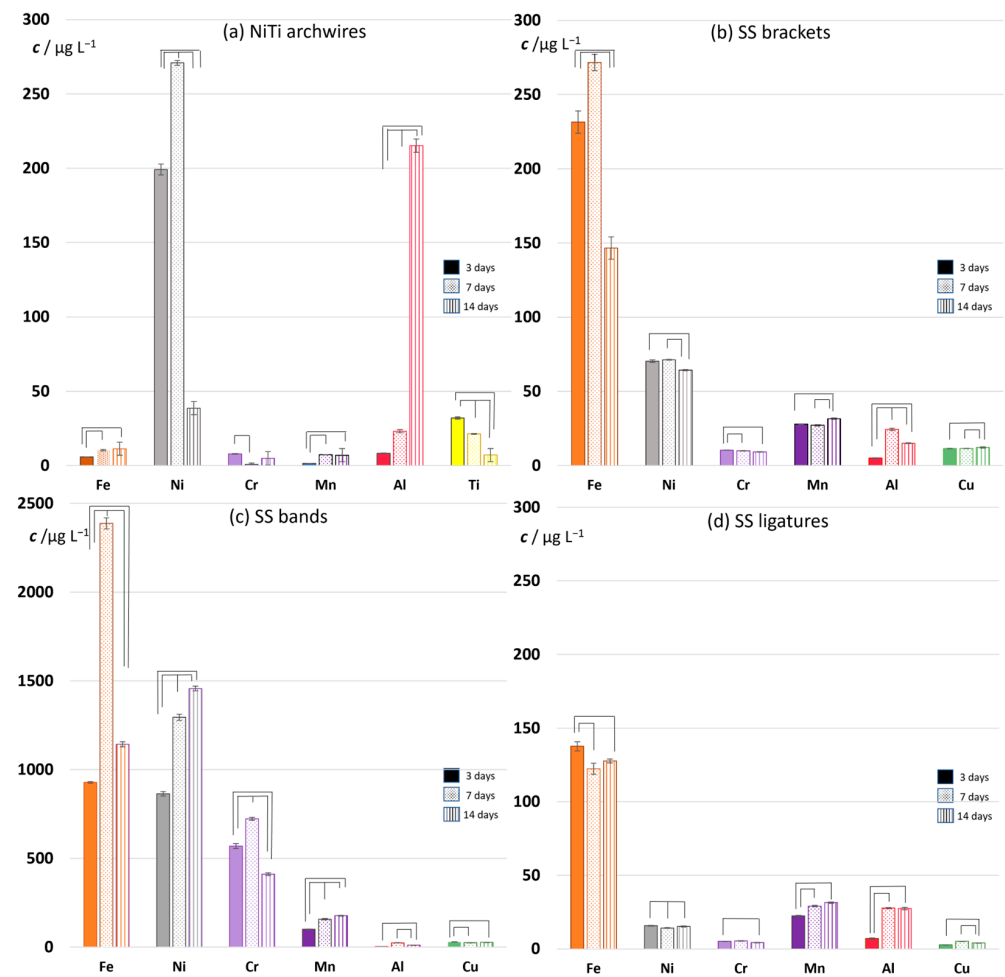 (a) NiTi archwires
c / µg L⁻¹
300
250
200
150
100
50
0
3 days
7 days
14 days
Fe Ni Cr Mn Al Ti
(b) SS brackets
c / µg L⁻¹
300
250
200
150
100
50
0
3 days
7 days
14 days
Fe Ni Cr Mn Al Cu
(c) SS bands
c /µg L⁻¹
2500
2000
1500
1000
500
0
3 days
7 days
14 days
Fe Ni Cr Mn Al Cu
(d) SS ligatures
c / µg L⁻¹
300
250
200
150
100
50
0
3 days
7 days
14 days
Fe Ni Cr Mn Al Cu